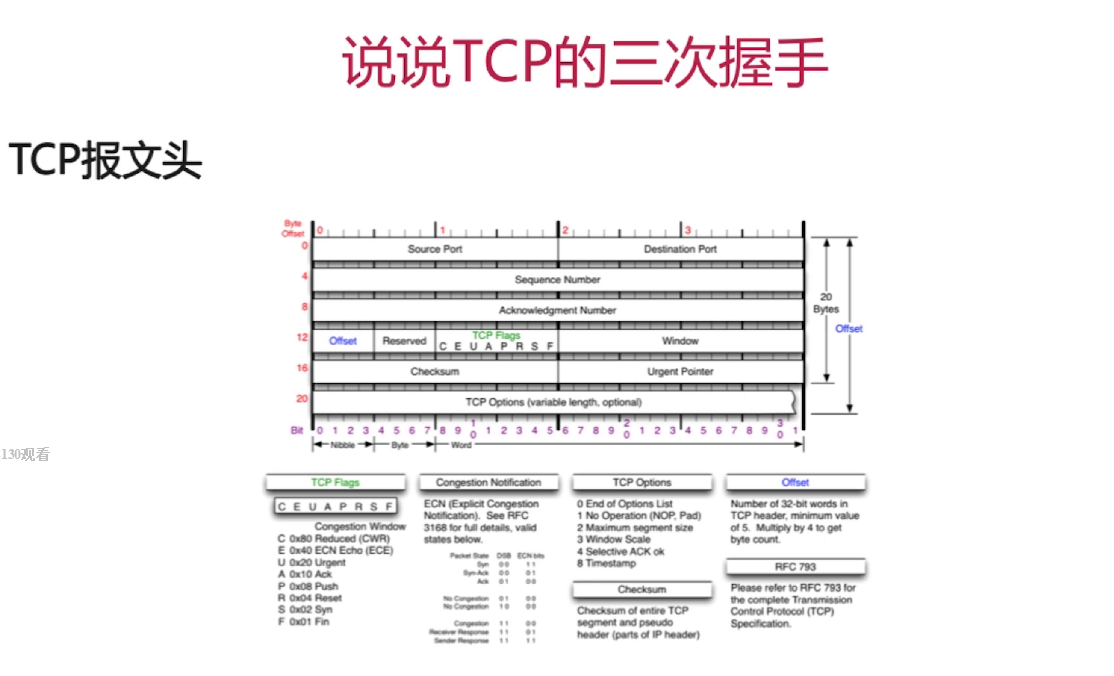 说说TCP的三次握手
TCP报文头
Byte
Offset
0 1 2 3
0 Source Port Destination Port
4 Sequence Number
8 Acknowledgment Number
12 Offset Reserved TCP Flags Window
C E U A P R S F
16 Checksum Urgent Pointer
20 TCP Options (variable length, optional)
20
Bytes
Offset
Bit 0 1 2 3 4 5 6 7 8 9 1 0 1 2 3 4 5 6 7 8 9 2 0 1 2 3 4 5 6 7 8 9 3 0 1
Nibble Byte Word
130观看
TCP Flags
C E U A P R S F
Congestion Window
C 0x80 Reduced (CWR)
E 0x40 ECN Echo (ECE)
U 0x20 Urgent
A 0x10 Ack
P 0x08 Push
R 0x04 Reset
S 0x02 Syn
F 0x01 Fin
Congestion Notification
ECN (Explicit Congestion
Notification). See RFC
3168 for full details, valid
states below.
Packet State DSB ECN bits
Syn 0 0 1 1
Syn-Ack 0 0 0 1
Ack 0 1 0 0
No Congestion 0 1 0 0
No Congestion 1 0 0 0
Congestion 1 1 0 0
Receiver Response 1 1 0 1
Sender Response 1 1 1 1
TCP Options
0 End of Options List
1 No Operation (NOP, Pad)
2 Maximum segment size
3 Window Scale
4 Selective ACK ok
8 Timestamp
Checksum
Checksum of entire TCP
segment and pseudo
header (parts of IP header)
Offset
Number of 32-bit words in
TCP header, minimum value
of 5. Multiply by 4 to get
byte count.
RFC 793
Please refer to RFC 793 for
the complete Transmission
Control Protocol (TCP)
Specification.